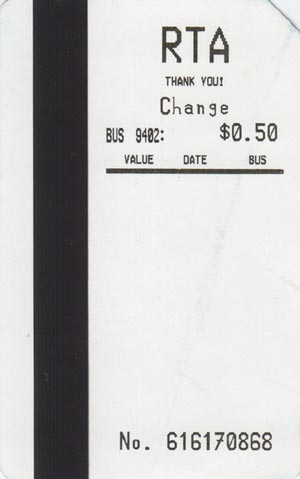 RTA
THANK YOU!
Change
BUS 9402: $0.50
VALUE DATE BUS
No. 616170868